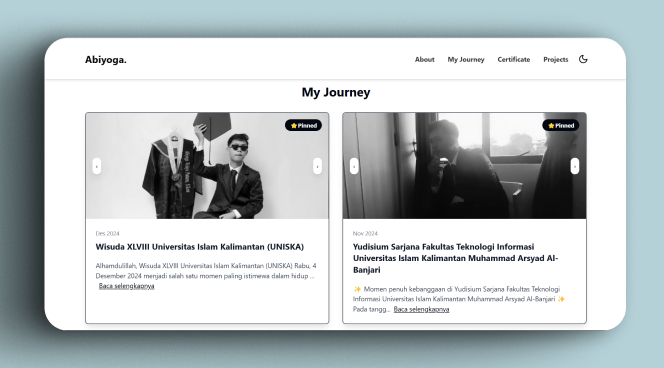 Abiyoga.
About My Journey Certificate Projects
My Journey
⭐ Pinned
Des 2024
Wisuda XLVIII Universitas Islam Kalimantan (UNISKA)
Alhamdulillah, Wisuda XLVIII Universitas Islam Kalimantan (UNISKA) Rabu, 4
Desember 2024 menjadi salah satu momen paling istimewa dalam hidup ...
Baca selengkapnya
⭐ Pinned
Nov 2024
Yudisium Sarjana Fakultas Teknologi Informasi
Universitas Islam Kalimantan Muhammad Arsyad Al-
Banjari
✨ Momen penuh kebanggaan di Yudisium Sarjana Fakultas Teknologi
Informasi Universitas Islam Kalimantan Muhammad Arsyad Al-Banjari ✨
Pada tangg... Baca selengkapnya